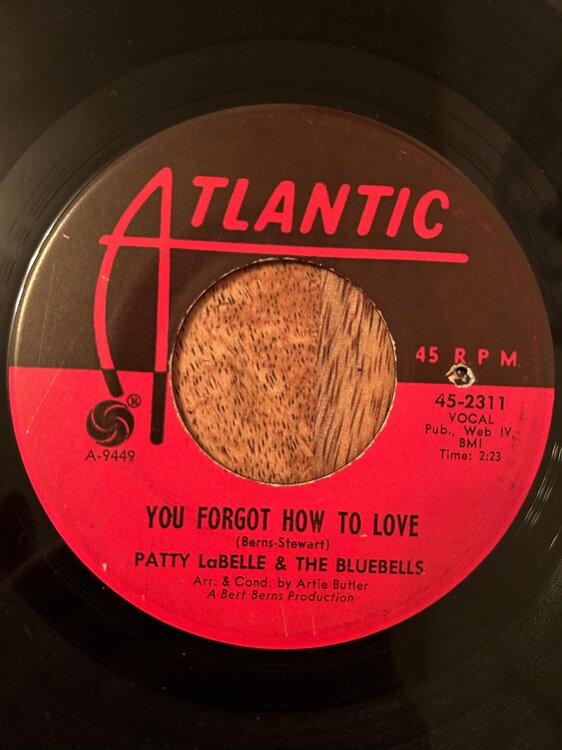 ATLANTIC
45 RPM
45-2311
VOCAL
Pub., Web IV,
BMI
Time: 2:23
A-9449
YOU FORGOT HOW TO LOVE
(Berns-Stewart)
PATTY LaBELLE & THE BLUEBELLS
Arr. & Cond. by Artie Butler
A Bert Berns Production